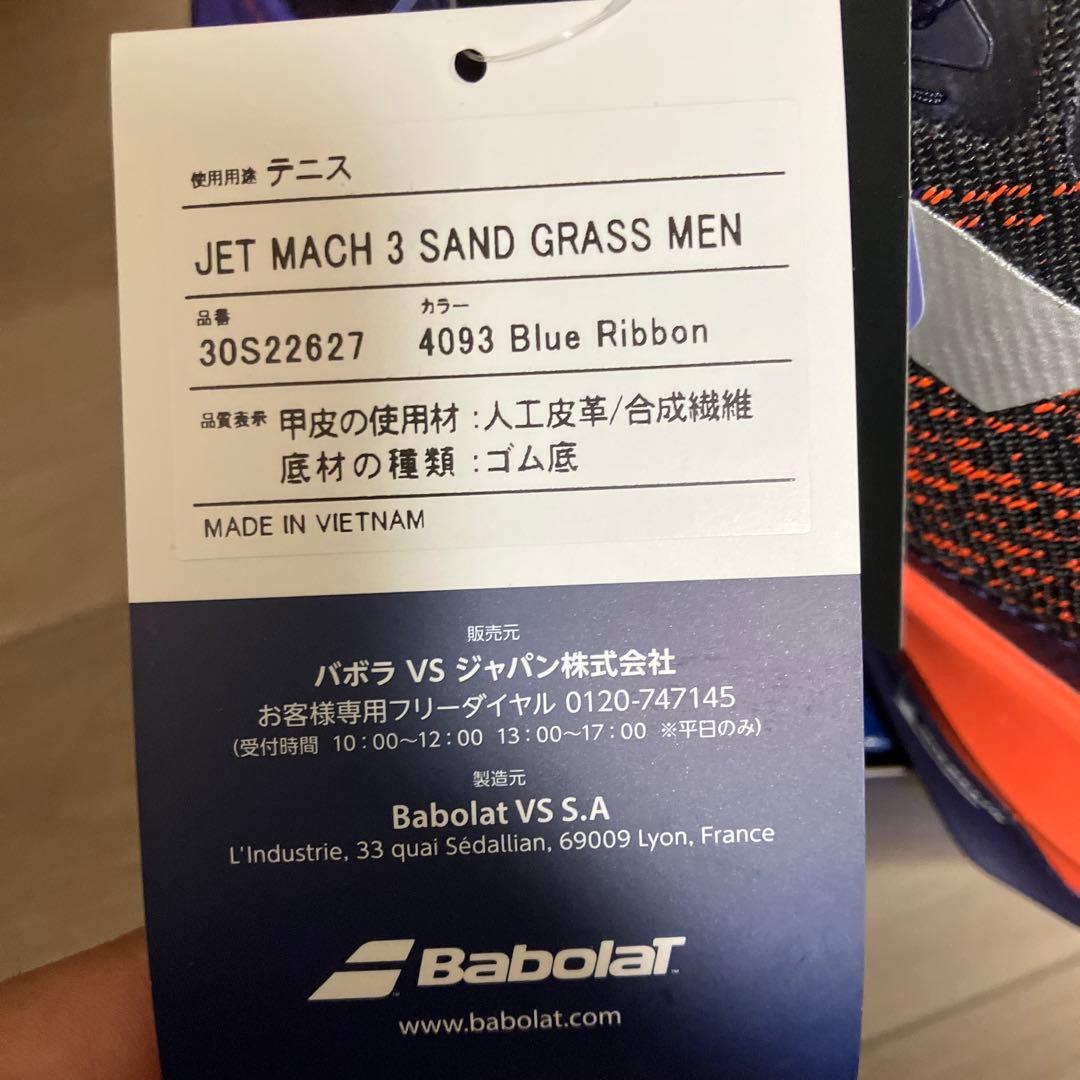 使用用途 テニス
JET MACH 3 SAND GRASS MEN
品番 カラー
30S22627 4093 Blue Ribbon
品質表示 甲皮の使用材:人工皮革/合成繊維
底材の種類:ゴム底
MADE IN VIETNAM
販売元
バボラ VS ジャパン株式会社
お客様専用フリーダイヤル 0120-747145
(受付時間 10:00～12:00 13:00～17:00 ※平日のみ)
製造元
Babolat VS S.A
L'Industrie, 33 quai Sédallian, 69009 Lyon, France
BabolaT
www.babolat.com